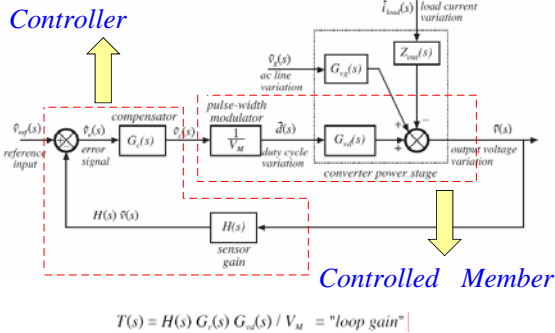 Controller
î_load(s) load current variation
Z_out(s)
v̂_g(s)
ac line variation
G_vg(s)
compensator
pulse-width modulator
v̂_ref(s)
reference input
v̂_e(s)
error signal
G_c(s)
v̂_c(s)
1/V_M
d̂(s)
duty cycle variation
G_vd(s)
+
+
−
v̂(s)
output voltage variation
converter power stage
H(s) v̂(s)
H(s)
sensor gain
Controlled Member
T(s) = H(s) G_c(s) G_vd(s) / V_M = "loop gain"